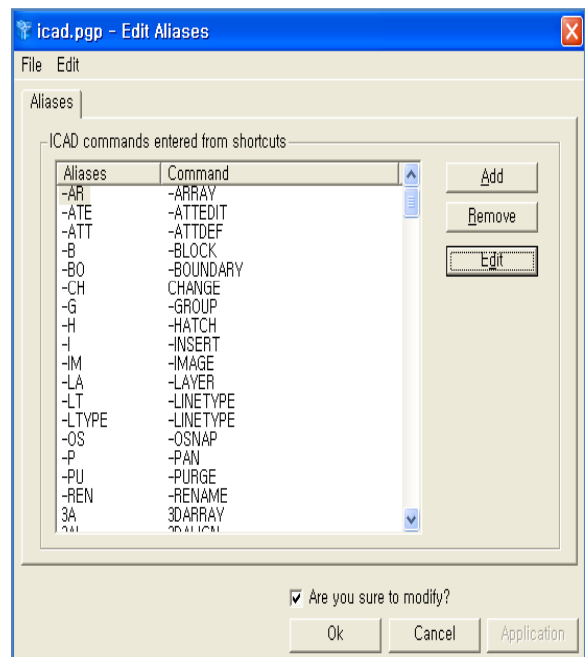 icad.pgp - Edit Aliases
File Edit
Aliases
ICAD commands entered from shortcuts
Aliases Command
-AR -ARRAY
-ATE -ATTEDIT
-ATT -ATTDEF
-B -BLOCK
-BO -BOUNDARY
-CH CHANGE
-G -GROUP
-H -HATCH
-I -INSERT
-IM -IMAGE
-LA -LAYER
-LT -LINETYPE
-LTYPE -LINETYPE
-OS -OSNAP
-P -PAN
-PU -PURGE
-REN -RENAME
3A 3DARRAY
Add
Remove
Edit
Are you sure to modify?
Ok Cancel Application